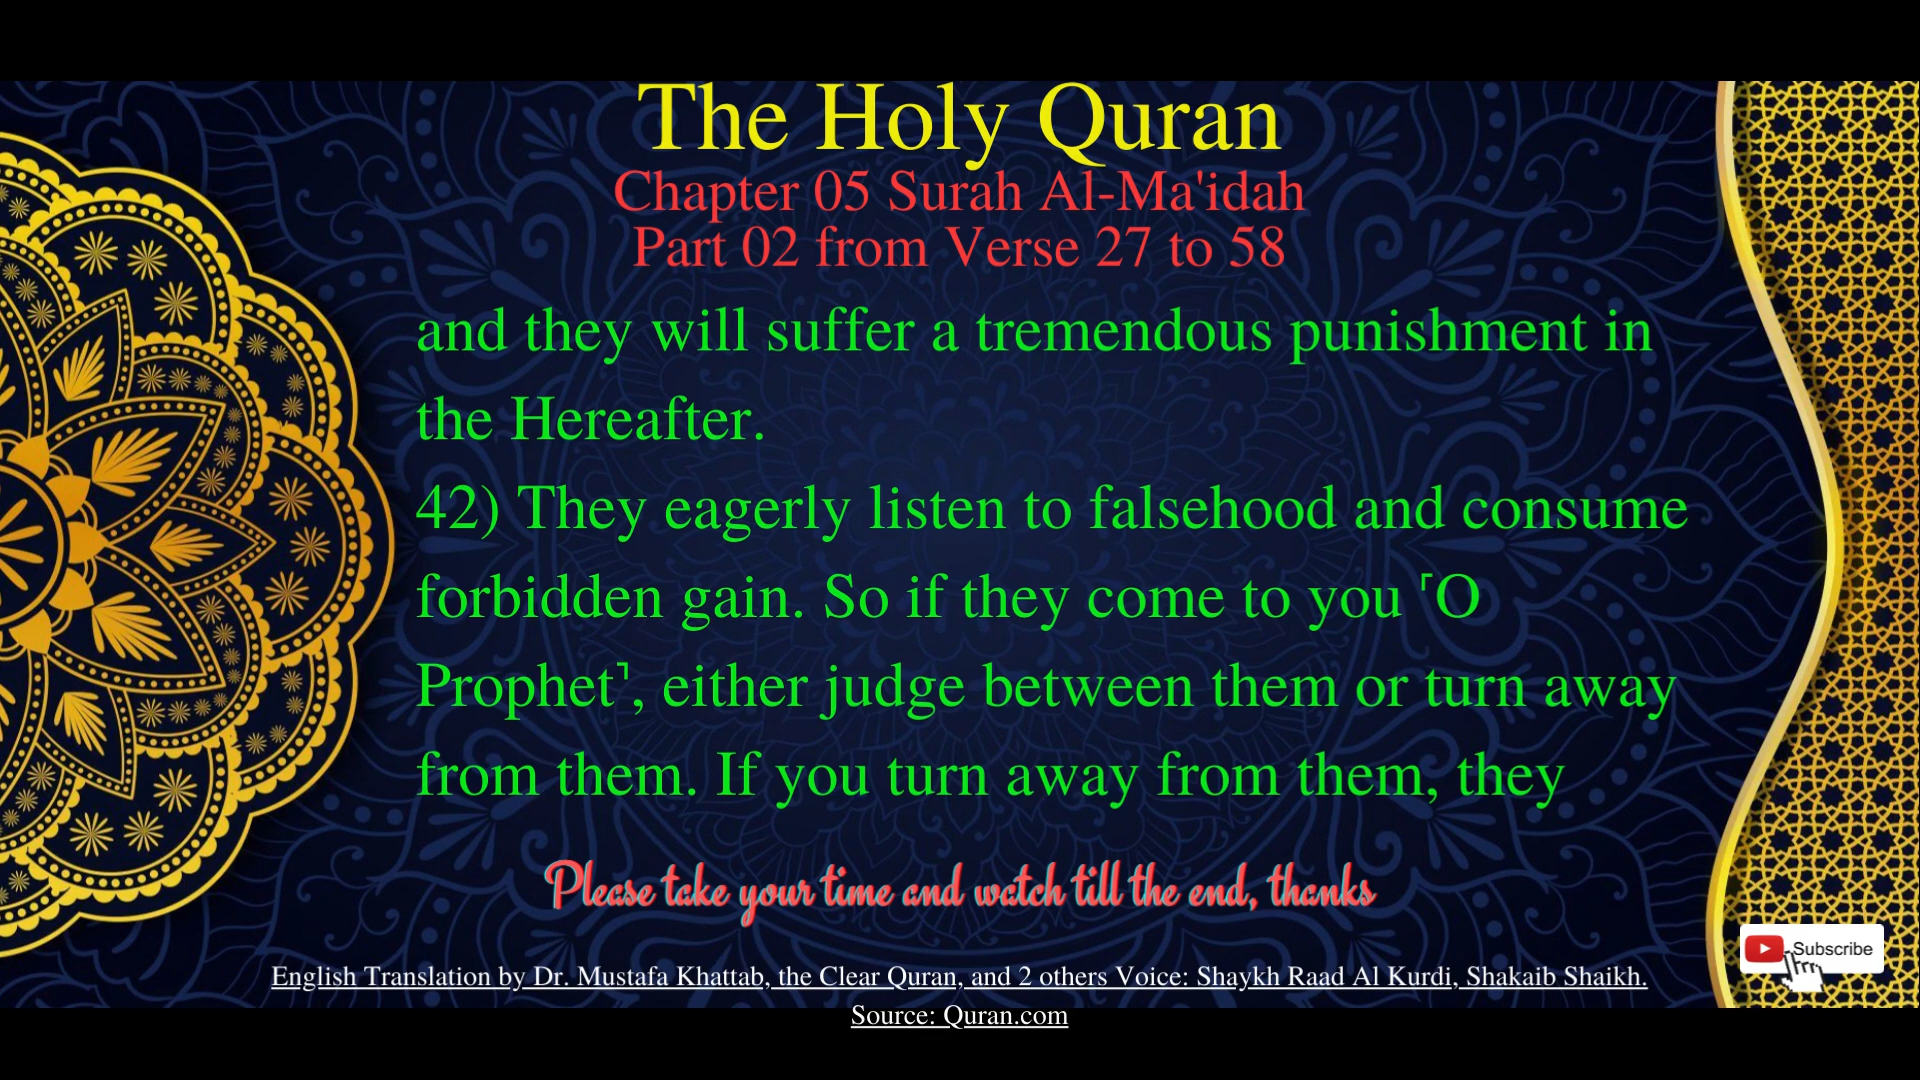 The Holy Quran
Chapter 05 Surah Al-Ma'idah
Part 02 from Verse 27 to 58
and they will suffer a tremendous punishment in
the Hereafter.
42) They eagerly listen to falsehood and consume
forbidden gain. So if they come to you ˹O
Prophet˺, either judge between them or turn away
from them. If you turn away from them, they
Please take your time and watch till the end, thanks
Subscribe
English Translation by Dr. Mustafa Khattab, the Clear Quran, and 2 others Voice: Shaykh Raad Al Kurdi, Shakaib Shaikh.
Source: Quran.com